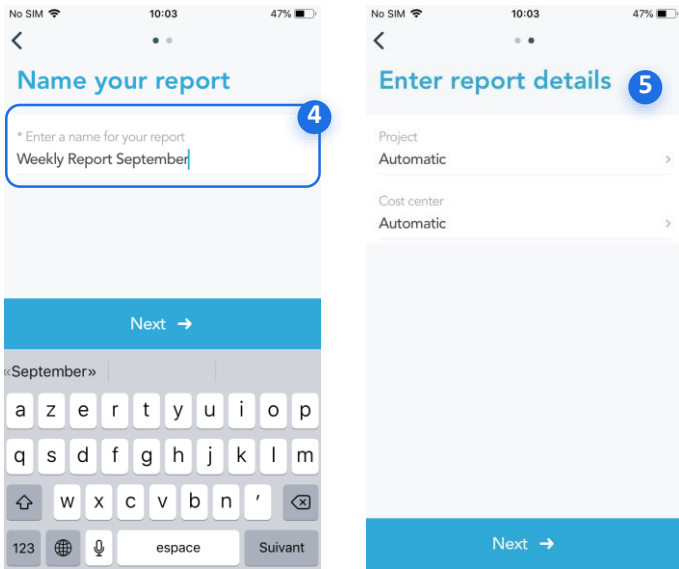 No SIM 10:03 47%
Name your report
4
* Enter a name for your report
Weekly Report September
Next →
«September»
a z e r t y u i o p
q s d f g h j k l m
w x c v b n '
123 espace Suivant
No SIM 10:03 47%
Enter report details 5
Project
Automatic
Cost center
Automatic
Next →